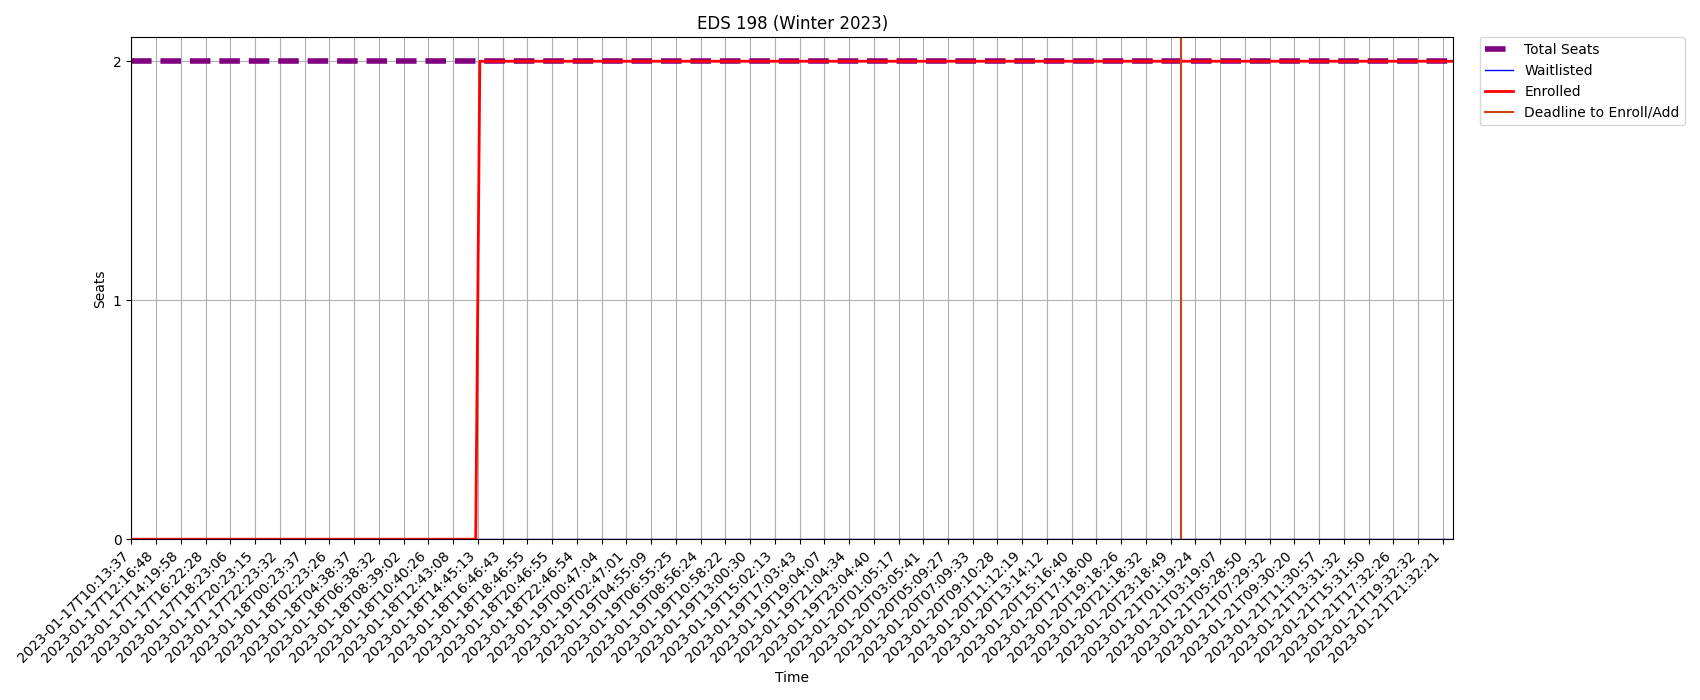 EDS 198 (Winter 2023)
Total Seats
Waitlisted
Enrolled
Deadline to Enroll/Add
Seats
2
1
0
2023-01-17T10:13:37
2023-01-17T12:16:48
2023-01-17T14:19:58
2023-01-17T16:22:28
2023-01-17T18:23:06
2023-01-17T20:23:15
2023-01-17T22:23:32
2023-01-18T00:23:37
2023-01-18T02:23:26
2023-01-18T04:38:37
2023-01-18T06:38:32
2023-01-18T08:39:02
2023-01-18T10:40:26
2023-01-18T12:43:08
2023-01-18T14:45:13
2023-01-18T16:46:43
2023-01-18T18:46:55
2023-01-18T20:46:55
2023-01-18T22:46:54
2023-01-19T00:47:04
2023-01-19T02:47:01
2023-01-19T04:55:09
2023-01-19T06:55:25
2023-01-19T08:56:24
2023-01-19T10:58:22
2023-01-19T13:00:30
2023-01-19T15:02:13
2023-01-19T17:03:43
2023-01-19T19:04:07
2023-01-19T21:04:34
2023-01-19T23:04:40
2023-01-20T01:05:17
2023-01-20T03:05:41
2023-01-20T05:09:27
2023-01-20T07:09:33
2023-01-20T09:10:28
2023-01-20T11:12:19
2023-01-20T13:14:12
2023-01-20T15:16:40
2023-01-20T17:18:00
2023-01-20T19:18:26
2023-01-20T21:18:32
2023-01-20T23:18:49
2023-01-21T01:19:24
2023-01-21T03:19:07
2023-01-21T05:28:50
2023-01-21T07:29:32
2023-01-21T09:30:20
2023-01-21T11:30:57
2023-01-21T13:31:32
2023-01-21T15:31:50
2023-01-21T17:32:26
2023-01-21T19:32:32
2023-01-21T21:32:21
Time